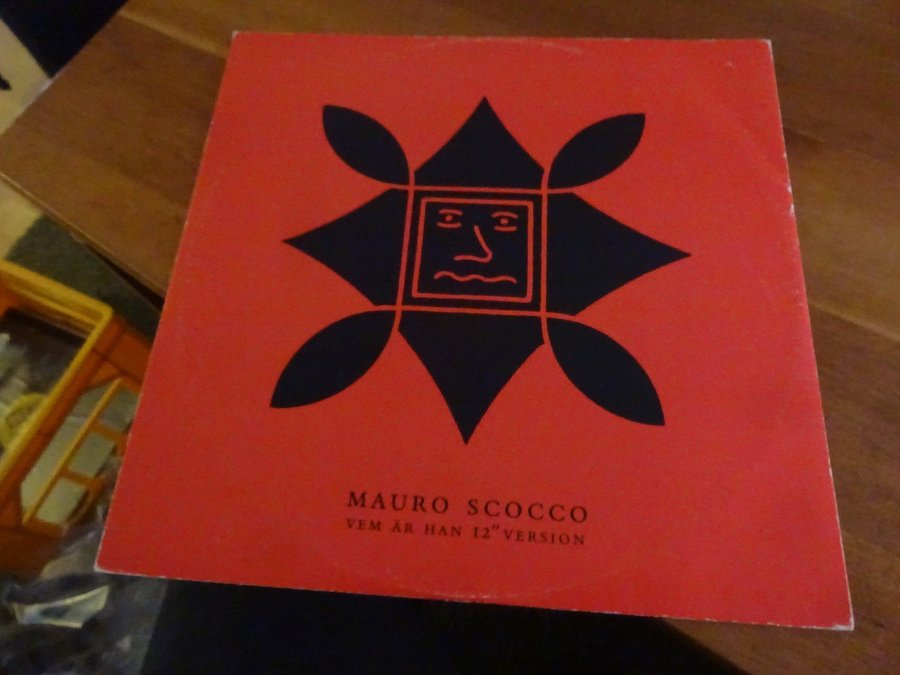 MAURO SCOCCO
VEM ÄR HAN 12" VERSION